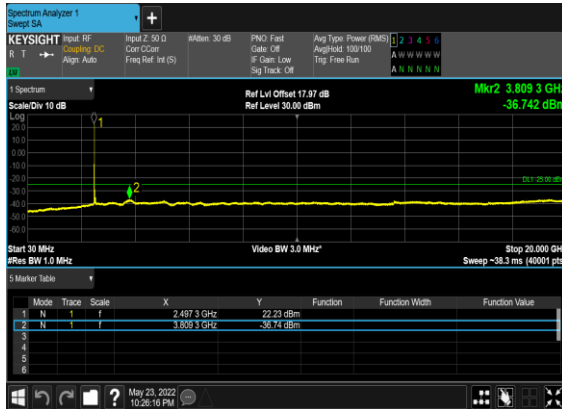 Spectrum Analyzer 1
Swept SA
+
KEYSIGHT Input: RF Input Z: 50 Ω #Atten: 30 dB PNO: Fast Avg Type: Power (RMS) 1 2 3 4 5 6
R T Coupling: DC Corr CCorr Gate: Off Avg|Hold: 100/100 A W W W W W
Align: Auto Freq Ref: Int (S) IF Gain: Low Trig: Free Run
Sig Track: Off A N N N N N
1 Spectrum Ref Lvl Offset 17.97 dB Mkr2 3.809 3 GHz
Scale/Div 10 dB Ref Level 30.00 dBm -36.742 dBm
Log
20.0
10.0
0.00
-10.0
-20.0
-30.0
-40.0
-50.0
-60.0
1
2
DL1 -25.00 dBm
Start 30 MHz Video BW 3.0 MHz* Stop 20.000 GH
#Res BW 1.0 MHz Sweep ~38.3 ms (40001 pts
5 Marker Table
Mode Trace Scale X Y Function Function Width Function Value
1 N 1 f 2.497 3 GHz 22.23 dBm
2 N 1 f 3.809 3 GHz -36.74 dBm
3
4
5
6
? May 23, 2022
10:26:16 PM